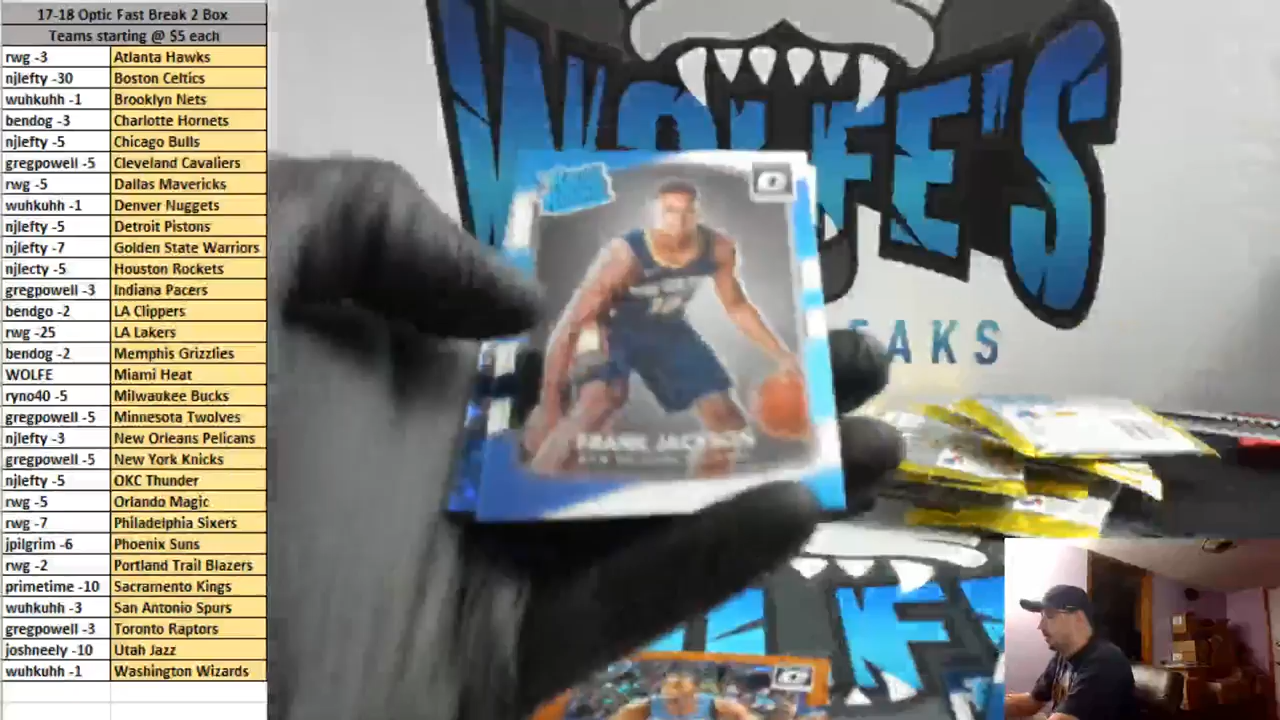 17-18 Optic Fast Break 2 Box
Teams starting @ $5 each
rwg -3 Atlanta Hawks
njlefty -30 Boston Celtics
wuhkuhh -1 Brooklyn Nets
bendog -3 Charlotte Hornets
njlefty -5 Chicago Bulls
gregpowell -5 Cleveland Cavaliers
rwg -5 Dallas Mavericks
wuhkuhh -1 Denver Nuggets
njlefty -5 Detroit Pistons
njlefty -7 Golden State Warriors
njlecty -5 Houston Rockets
gregpowell -3 Indiana Pacers
bendgo -2 LA Clippers
rwg -25 LA Lakers
bendog -2 Memphis Grizzlies
WOLFE Miami Heat
ryno40 -5 Milwaukee Bucks
gregpowell -5 Minnesota Twolves
njlefty -3 New Orleans Pelicans
gregpowell -5 New York Knicks
njlefty -5 OKC Thunder
rwg -5 Orlando Magic
rwg -7 Philadelphia Sixers
jpilgrim -6 Phoenix Suns
rwg -2 Portland Trail Blazers
primetime -10 Sacramento Kings
wuhkuhh -3 San Antonio Spurs
gregpowell -3 Toronto Raptors
joshneely -10 Utah Jazz
wuhkuhh -1 Washington Wizards
WOLFE'S
EAKS
FRANK JACKSON